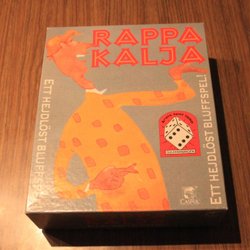 RAPPA
KALJA
ETT HEJDLÖST BLUFFSPEL!
ETT HEJDLÖST BLUFFSPEL!